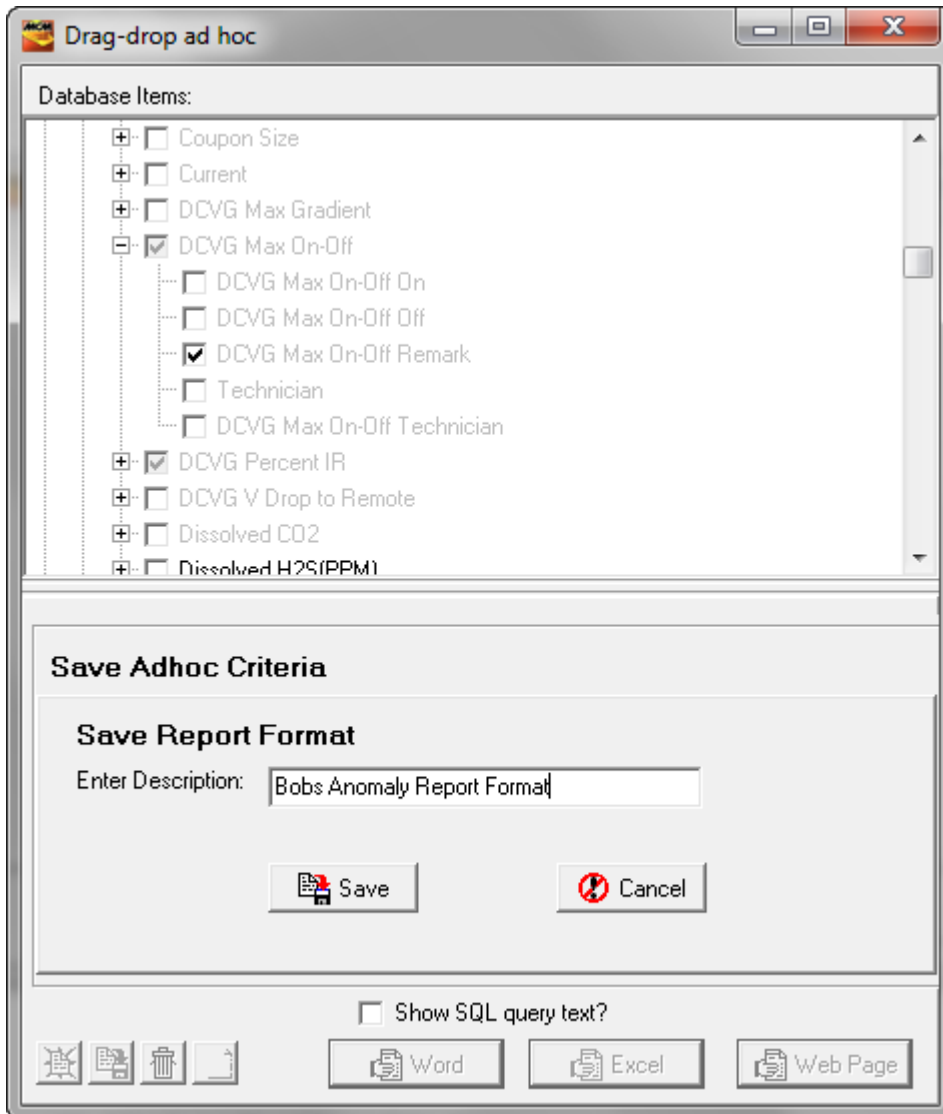 MCM
Drag-drop ad hoc
Database Items:
Coupon Size
Current
DCVG Max Gradient
DCVG Max On-Off
DCVG Max On-Off On
DCVG Max On-Off Off
DCVG Max On-Off Remark
Technician
DCVG Max On-Off Technician
DCVG Percent IR
DCVG V Drop to Remote
Dissolved CO2
Dissolved H2S(PPM)
Save Adhoc Criteria
Save Report Format
Enter Description: Bobs Anomaly Report Format
Save Cancel
Show SQL query text?
Word Excel Web Page